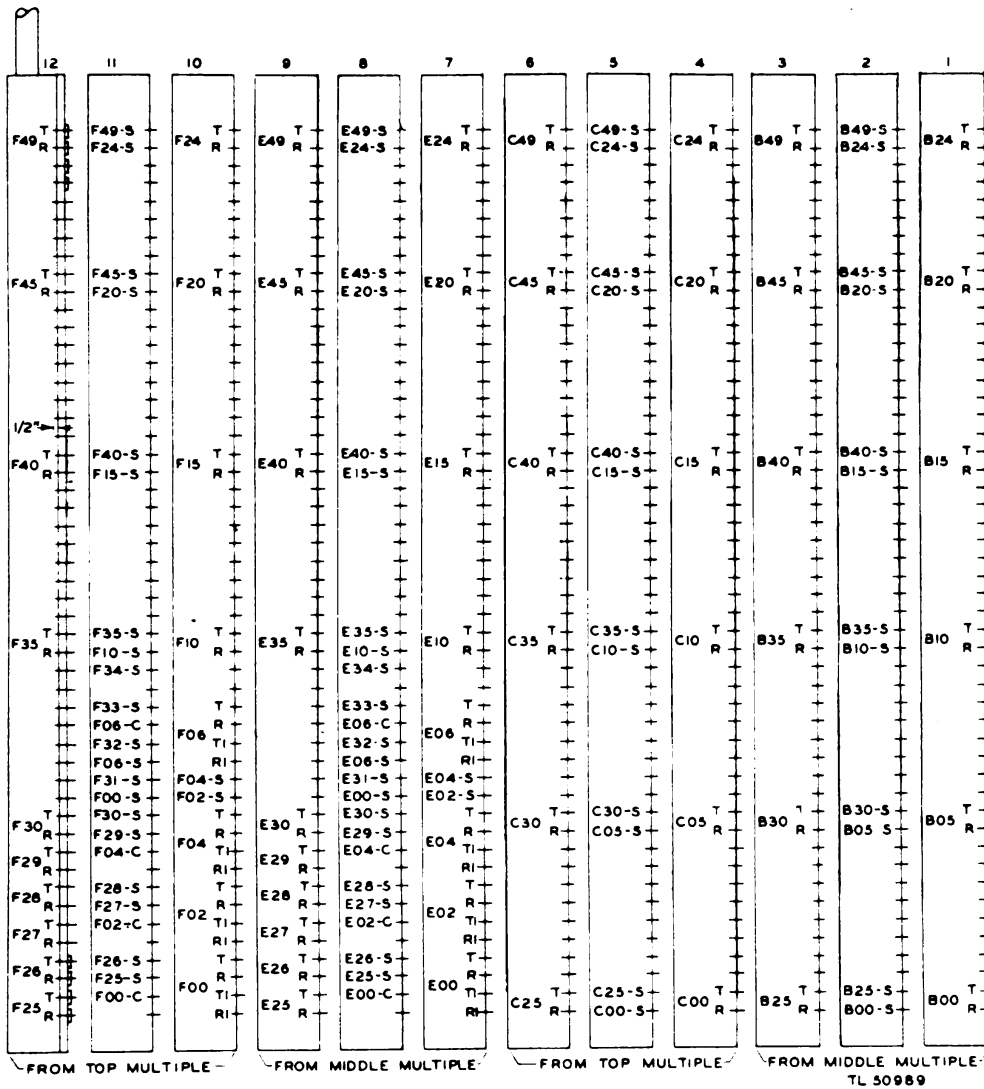 12 11 10 9 8 7 6 5 4 3 2 1
F49 T F49-S F24 T E49 T E49-S E24 T C49 T C49-S C24 T B49 T B49-S B24 T
R F24-S R R E24-S R R C24-S R R B24-S R
F45 T F45-S F20 T E45 T E45-S E20 T C45 T C45-S C20 T B45 T B45-S B20 T
R F20-S R R E20-S R R C20-S R R B20-S R
1/2"
F40 T F40-S F15 T E40 T E40-S E15 T C40 T C40-S C15 T B40 T B40-S B15 T
R F15-S R R E15-S R R C15-S R R B15-S R
F35 T F35-S F10 T E35 T E35-S E10 T C35 T C35-S C10 T B35 T B35-S B10 T
R F10-S R R E10-S R R C10-S R R B10-S R
F34-S E34-S
F33-S T E33-S T
F06-C F06 R E06-C E06 R
F32-S T1 E32-S T1
F06-S R1 E06-S R1
F31-S F04-S E31-S E04-S
F00-S F02-S E00-S E02-S
F30 T F30-S T E30 T E30-S T C30 T C30-S C05 T B30 T B30-S B05 T
R F29-S F04 R R E29-S E04 R R C05-S R R B05 S R
F29 T F04-C T1 E29 T E04-C T1
R R1 R R1
F28 T F28-S T E28 T E28-S T
R F27-S F02 R R E27-S E02 R
F27 T F02-C T1 E27 T E02-C T1
R R1 R R1
F26 T F26-S T E26 T E26-S T
R F25-S F00 R R E25-S E00 R
F25 T F00-C T1 E25 T E00-C T1 C25 T C25-S C00 T B25 T B25-S B00 T
R R1 R R1 R C00-S R R B00-S R
FROM TOP MULTIPLE FROM MIDDLE MULTIPLE FROM TOP MULTIPLE FROM MIDDLE MULTIPLE
TL 50989